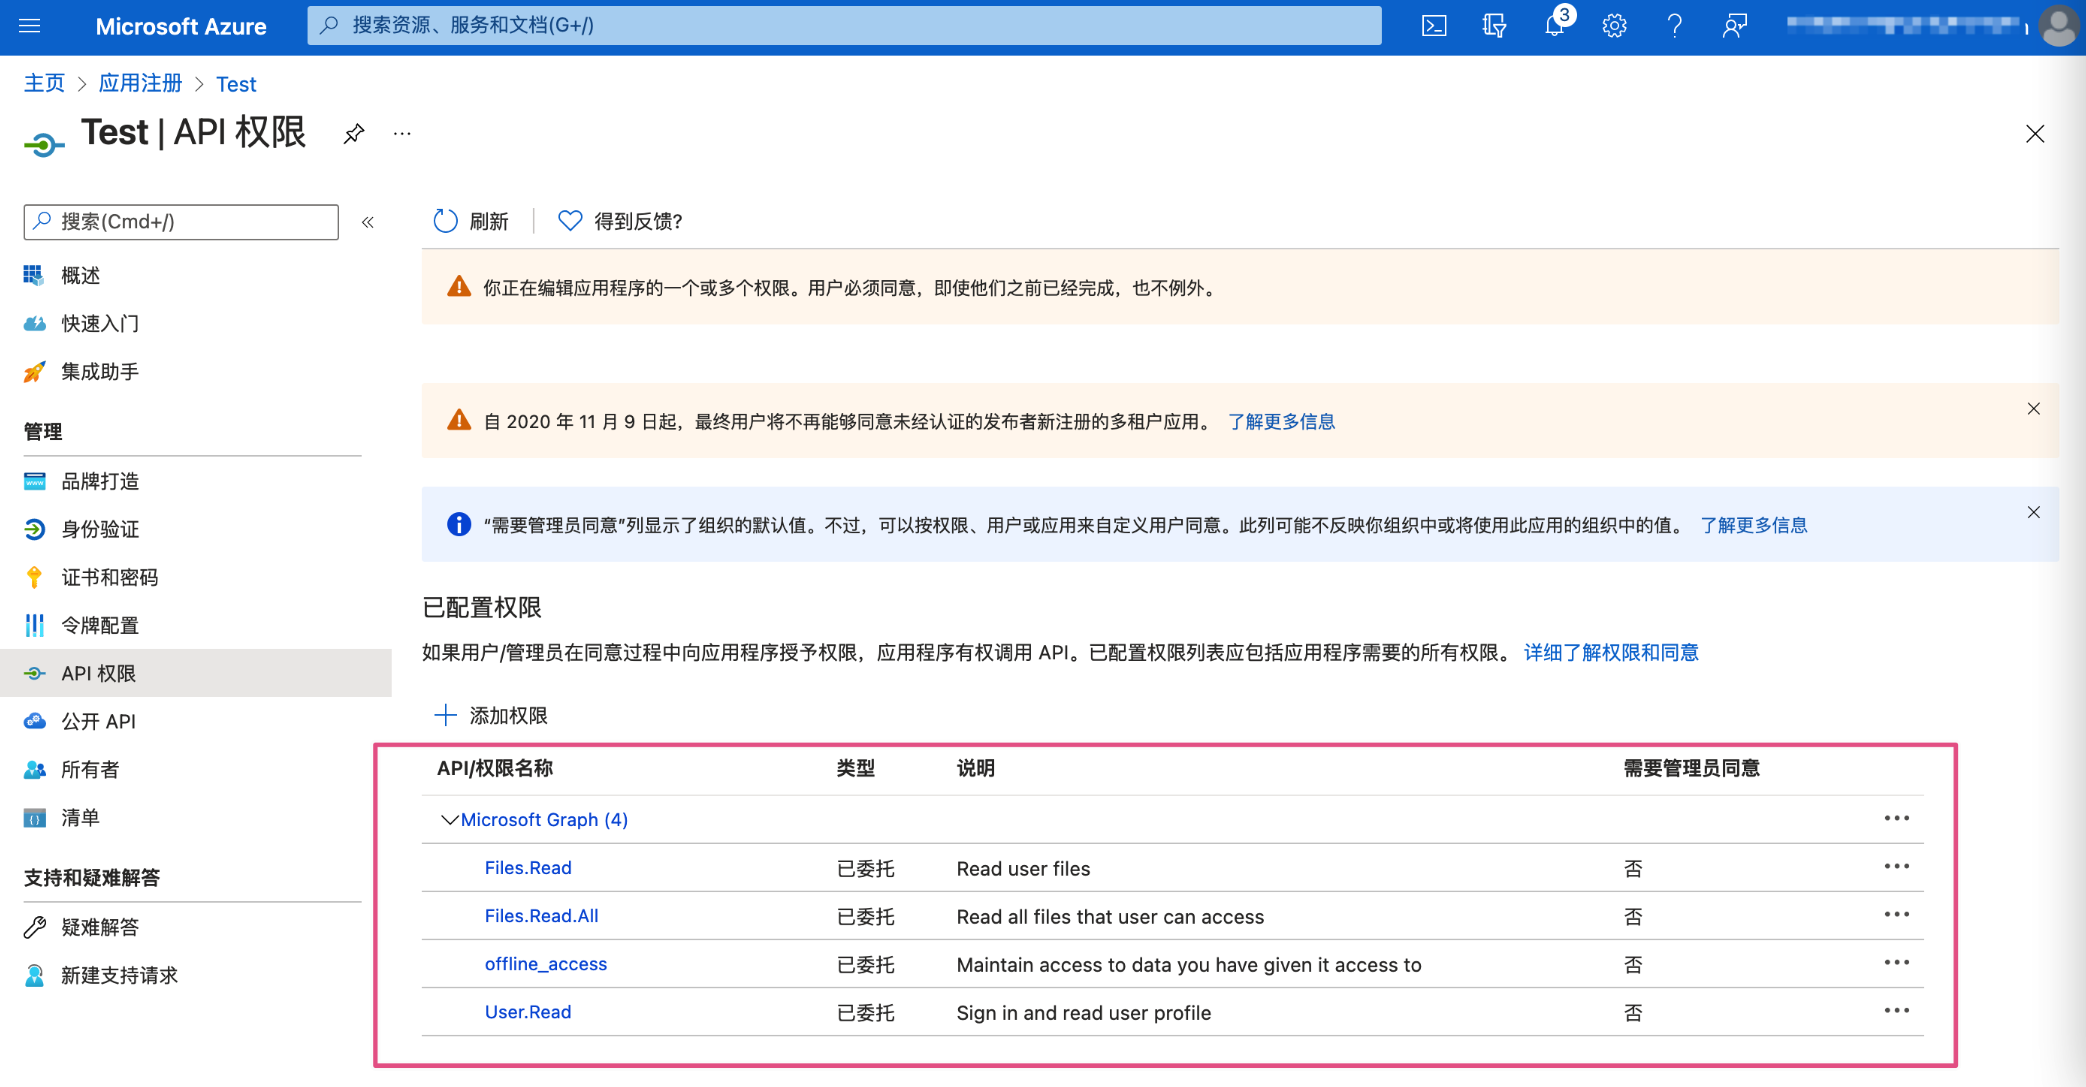 Microsoft Azure
搜索资源、服务和文档(G+/)
3
主页 > 应用注册 > Test
Test | API 权限
搜索(Cmd+/)
概述
快速入门
集成助手
管理
品牌打造
身份验证
证书和密码
令牌配置
API 权限
公开 API
所有者
清单
支持和疑难解答
疑难解答
新建支持请求
刷新
得到反馈?
你正在编辑应用程序的一个或多个权限。用户必须同意，即使他们之前已经完成，也不例外。
自 2020 年 11 月 9 日起，最终用户将不再能够同意未经认证的发布者新注册的多租户应用。 了解更多信息
“需要管理员同意”列显示了组织的默认值。不过，可以按权限、用户或应用来自定义用户同意。此列可能不反映你组织中或将使用此应用的组织中的值。 了解更多信息
已配置权限
如果用户/管理员在同意过程中向应用程序授予权限，应用程序有权调用 API。已配置权限列表应包括应用程序需要的所有权限。 详细了解权限和同意
添加权限
API/权限名称 类型 说明 需要管理员同意
Microsoft Graph (4)
Files.Read 已委托 Read user files 否
Files.Read.All 已委托 Read all files that user can access 否
offline_access 已委托 Maintain access to data you have given it access to 否
User.Read 已委托 Sign in and read user profile 否